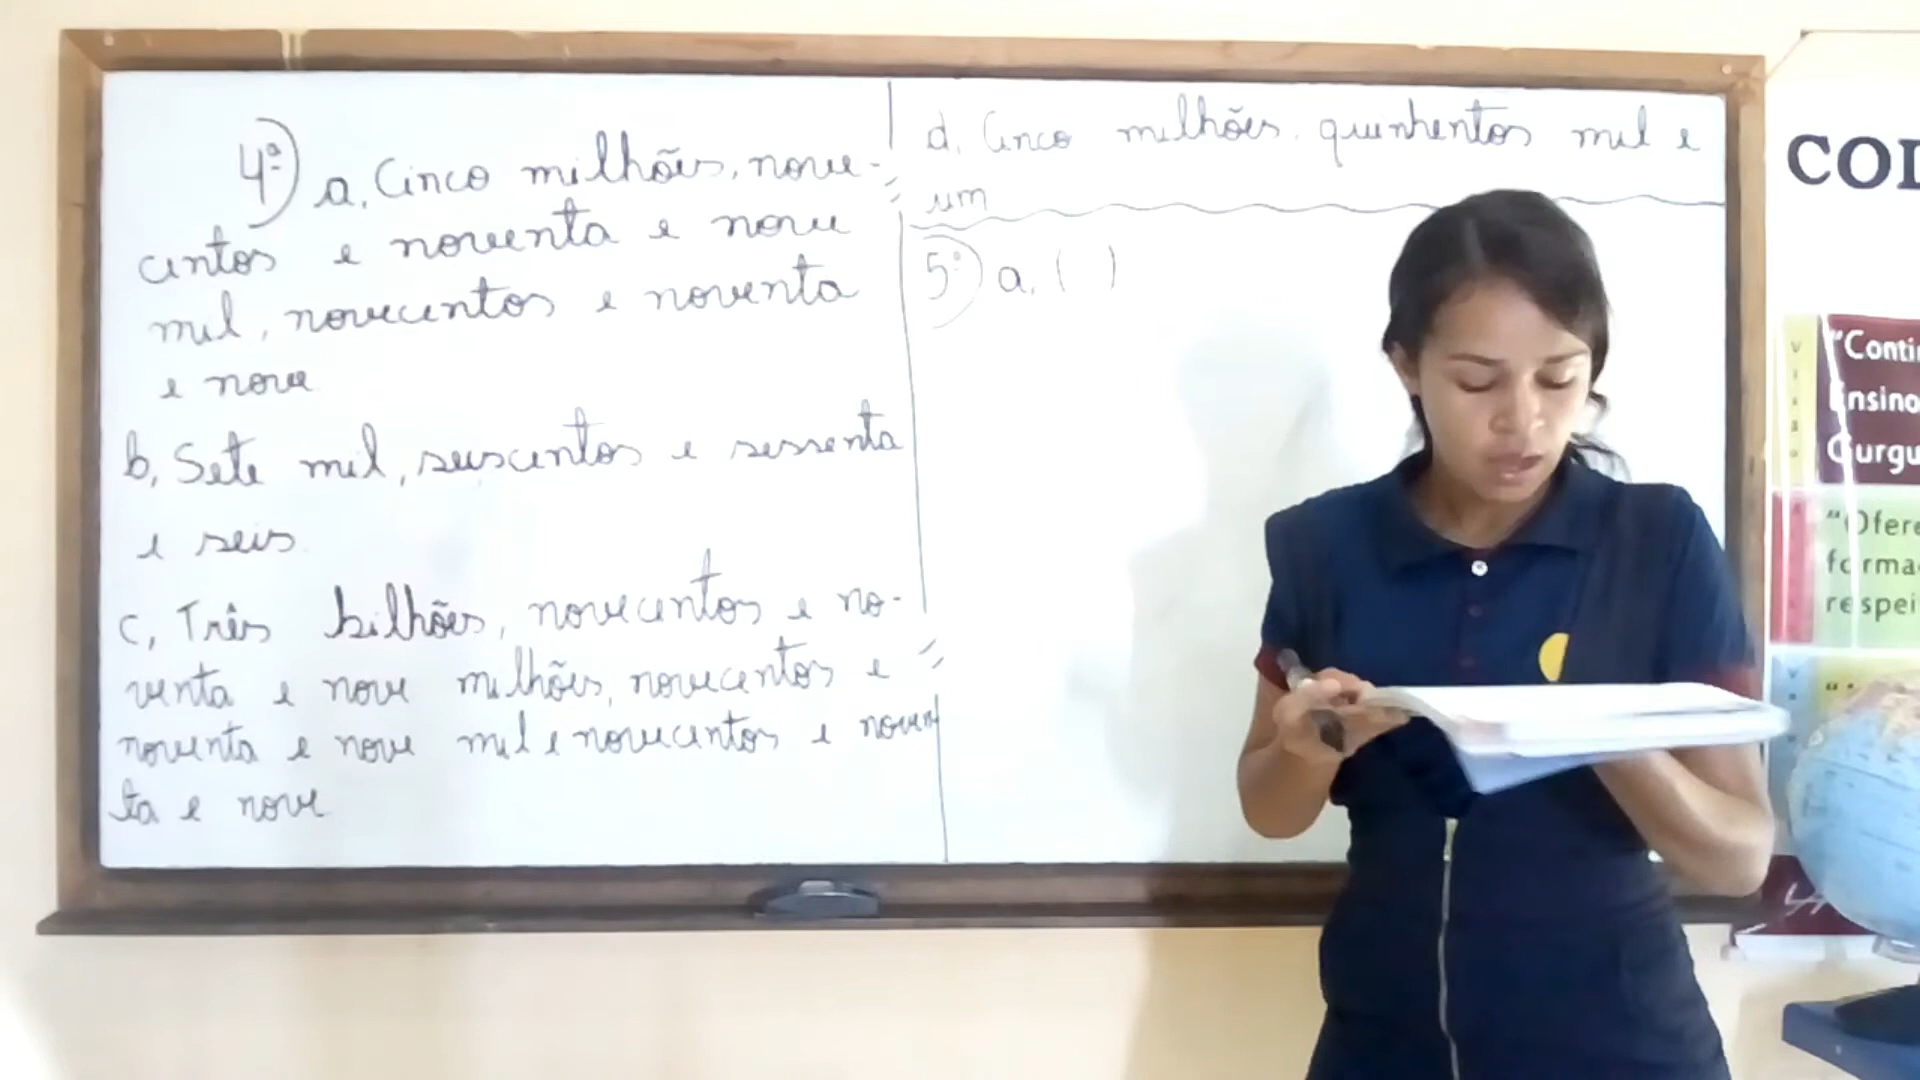 4ª) a, Cinco milhões, nove-
centos e noventa e nove
mil, novecentos e noventa
e nove
b, Sete mil, seiscentos e sessenta
e seis
c, Três bilhões, novecentos e no-
venta e nove milhões, novecentos e
noventa e nove mil e novecentos e noven
ta e nove
d, Cinco milhões, quinhentos mil e
um
5ª) a, ( )
COL
"Conti
Ensino
Gurgu
"Ofere
forma
respei